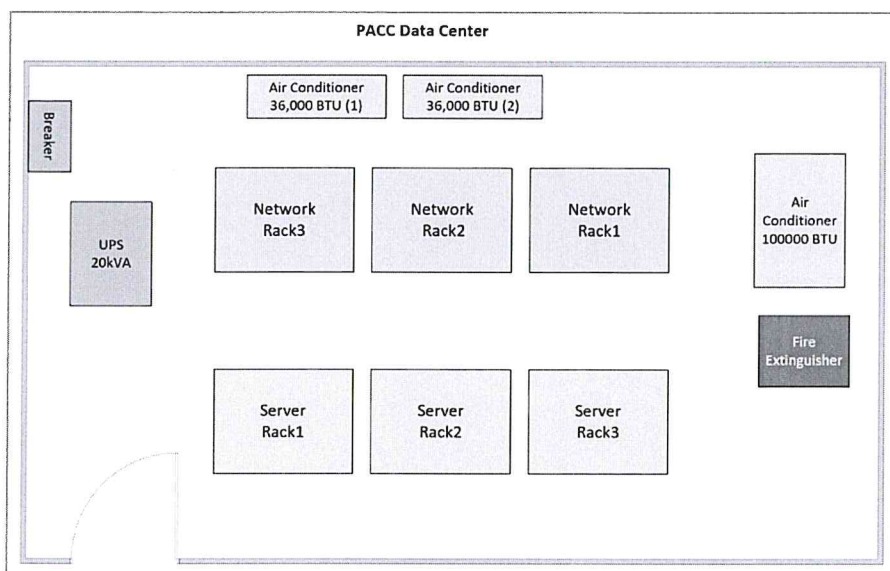 PACC Data Center
Air Conditioner
36,000 BTU (1)
Air Conditioner
36,000 BTU (2)
Breaker
Network
Rack3
Network
Rack2
Network
Rack1
Air
Conditioner
100000 BTU
UPS
20kVA
Fire
Extinguisher
Server
Rack1
Server
Rack2
Server
Rack3